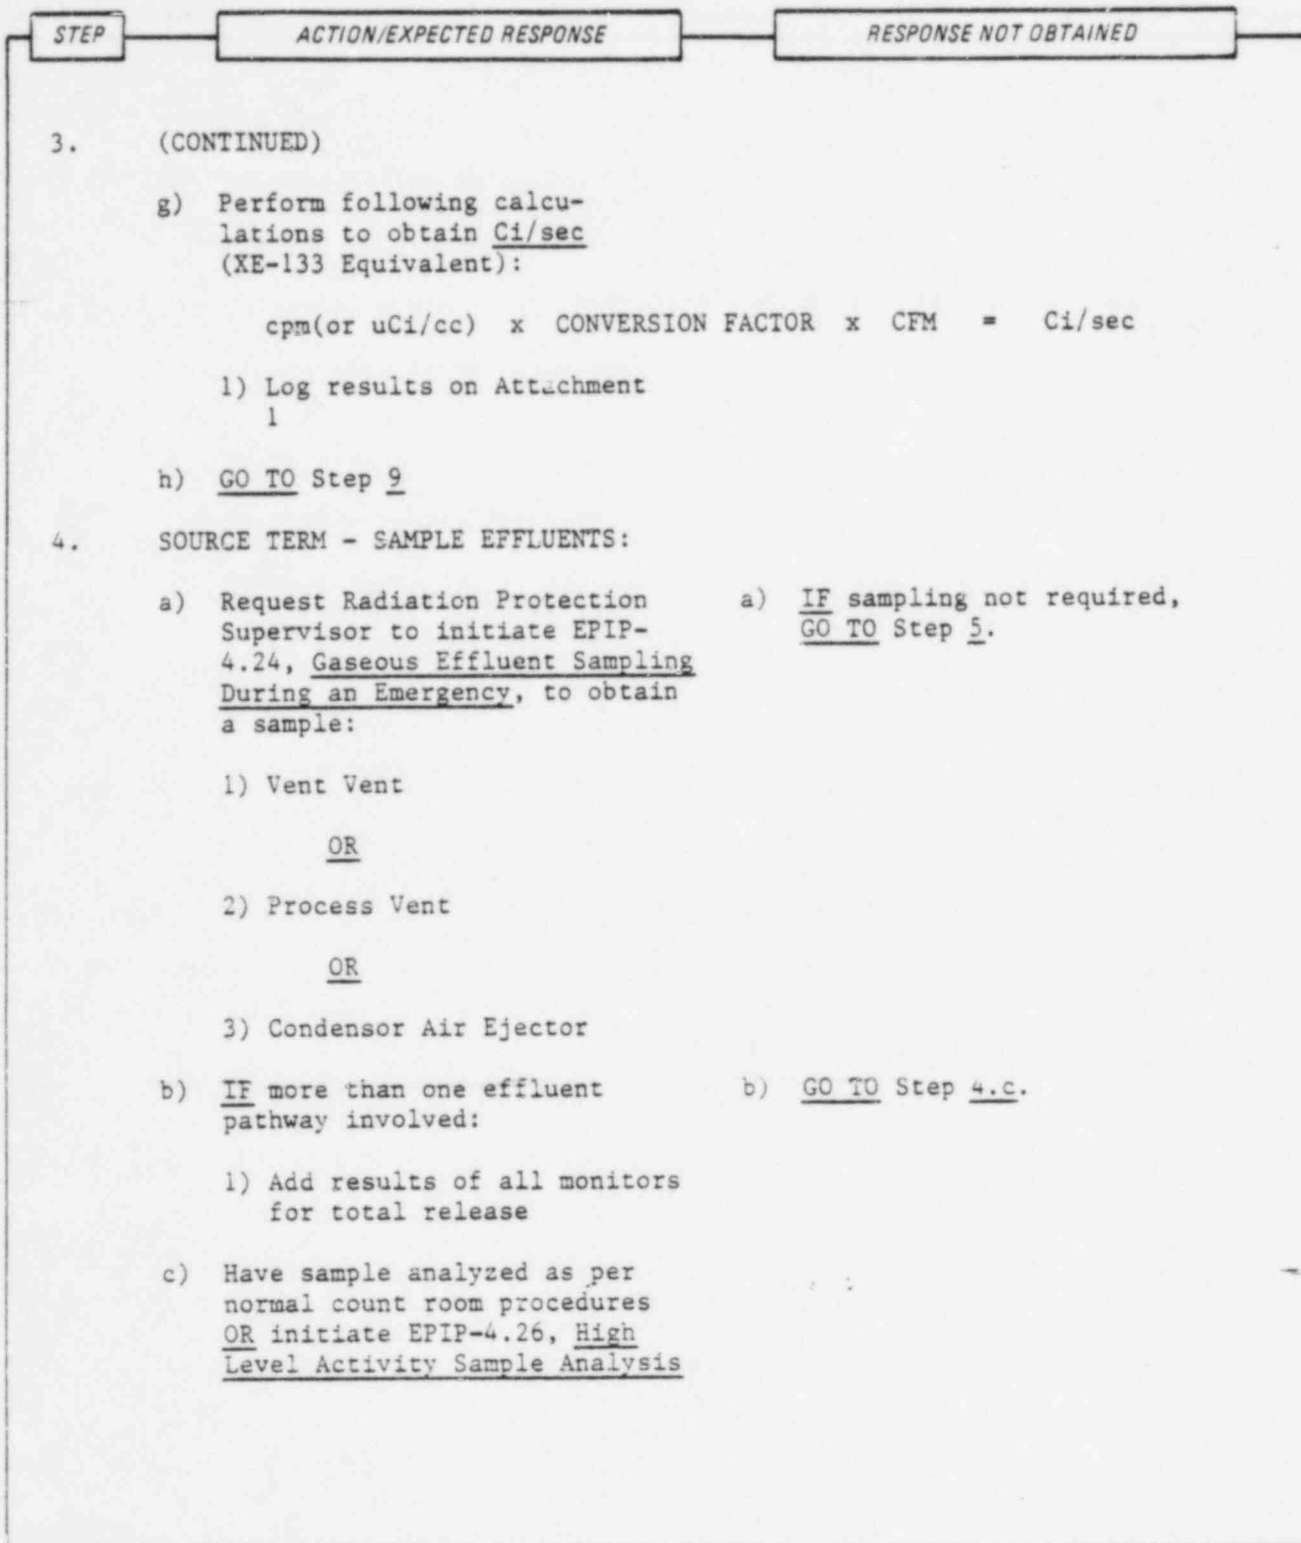 STEP ACTION/EXPECTED RESPONSE RESPONSE NOT OBTAINED
3. (CONTINUED)
g) Perform following calcu-
lations to obtain Ci/sec
(XE-133 Equivalent):
cpm(or uCi/cc) x CONVERSION FACTOR x CFM = Ci/sec
1) Log results on Attachment
1
h) GO TO Step 9
4. SOURCE TERM - SAMPLE EFFLUENTS:
a) Request Radiation Protection
Supervisor to initiate EPIP-
4.24, Gaseous Effluent Sampling
During an Emergency, to obtain
a sample:
a) IF sampling not required,
GO TO Step 5.
1) Vent Vent
OR
2) Process Vent
OR
3) Condensor Air Ejector
b) IF more than one effluent
pathway involved:
b) GO TO Step 4.c.
1) Add results of all monitors
for total release
c) Have sample analyzed as per
normal count room procedures
OR initiate EPIP-4.26, High
Level Activity Sample Analysis